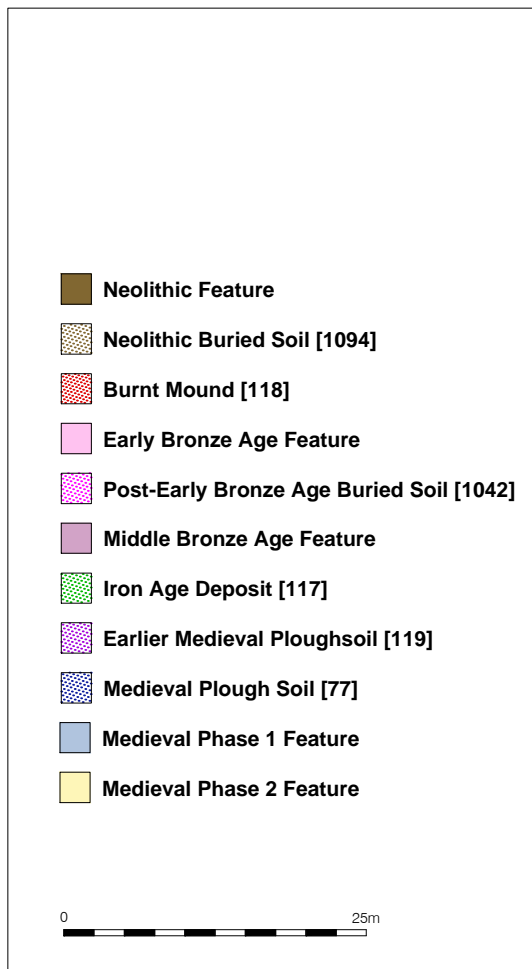 Neolithic Feature
Neolithic Buried Soil [1094]
Burnt Mound [118]
Early Bronze Age Feature
Post-Early Bronze Age Buried Soil [1042]
Middle Bronze Age Feature
Iron Age Deposit [117]
Earlier Medieval Ploughsoil [119]
Medieval Plough Soil [77]
Medieval Phase 1 Feature
Medieval Phase 2 Feature
0 25m